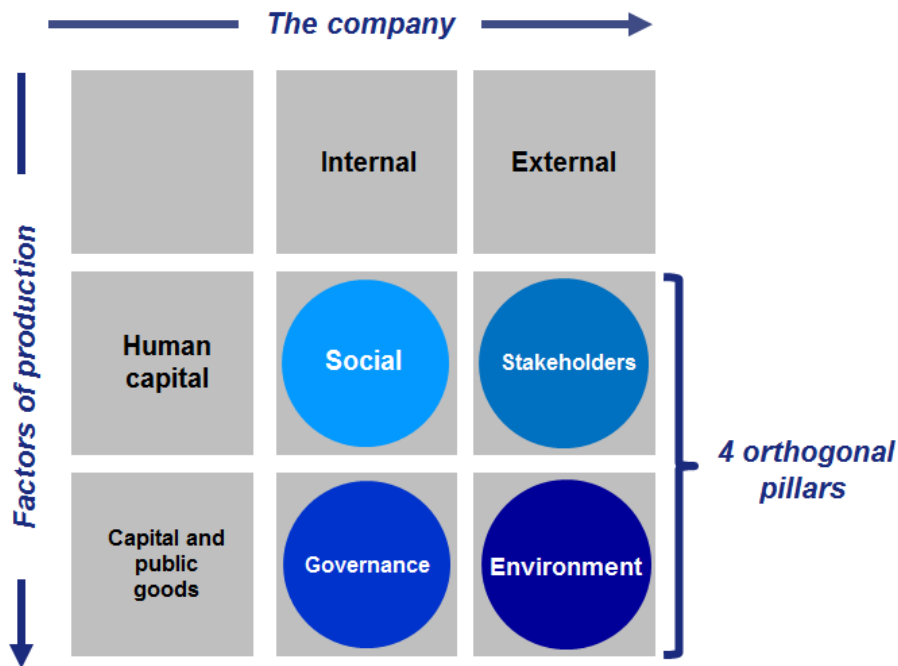 The company
Internal
External
Factors of production
Human
capital
Social
Stakeholders
4 orthogonal
pillars
Capital and
public
goods
Governance
Environment